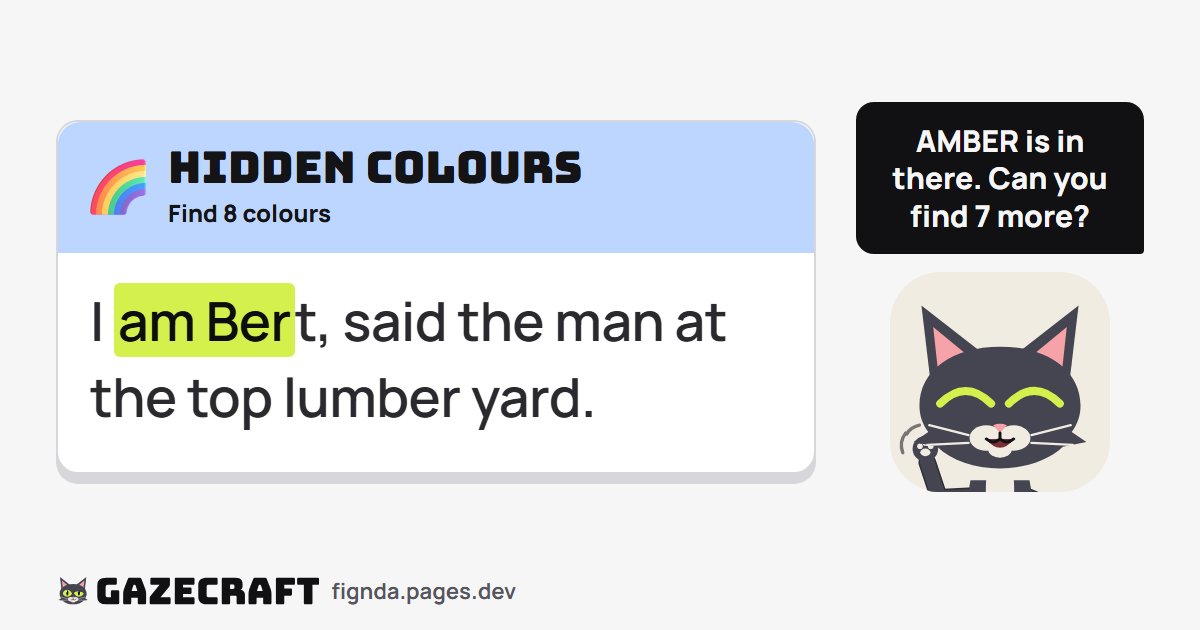 HIDDEN COLOURS
Find 8 colours
I am Bert, said the man at
the top lumber yard.
AMBER is in
there. Can you
find 7 more?
GAZECRAFT fignda.pages.dev